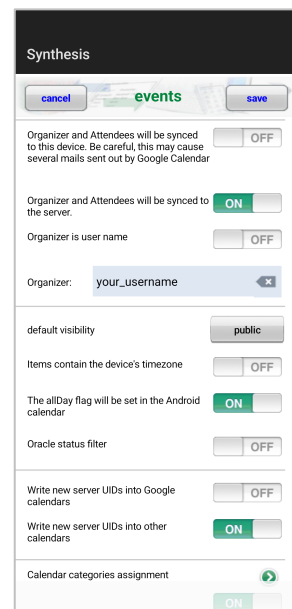 Synthesis
cancel events save
Organizer and Attendees will be synced
to this device. Be careful, this may cause
several mails sent out by Google Calendar
OFF
Organizer and Attendees will be synced to
the server.
ON
Organizer is user name
OFF
Organizer: your_username
default visibility public
Items contain the device's timezone
OFF
The allDay flag will be set in the Android
calendar
ON
Oracle status filter
OFF
Write new server UIDs into Google
calendars
OFF
Write new server UIDs into other
calendars
ON
Calendar categories assignment
ON